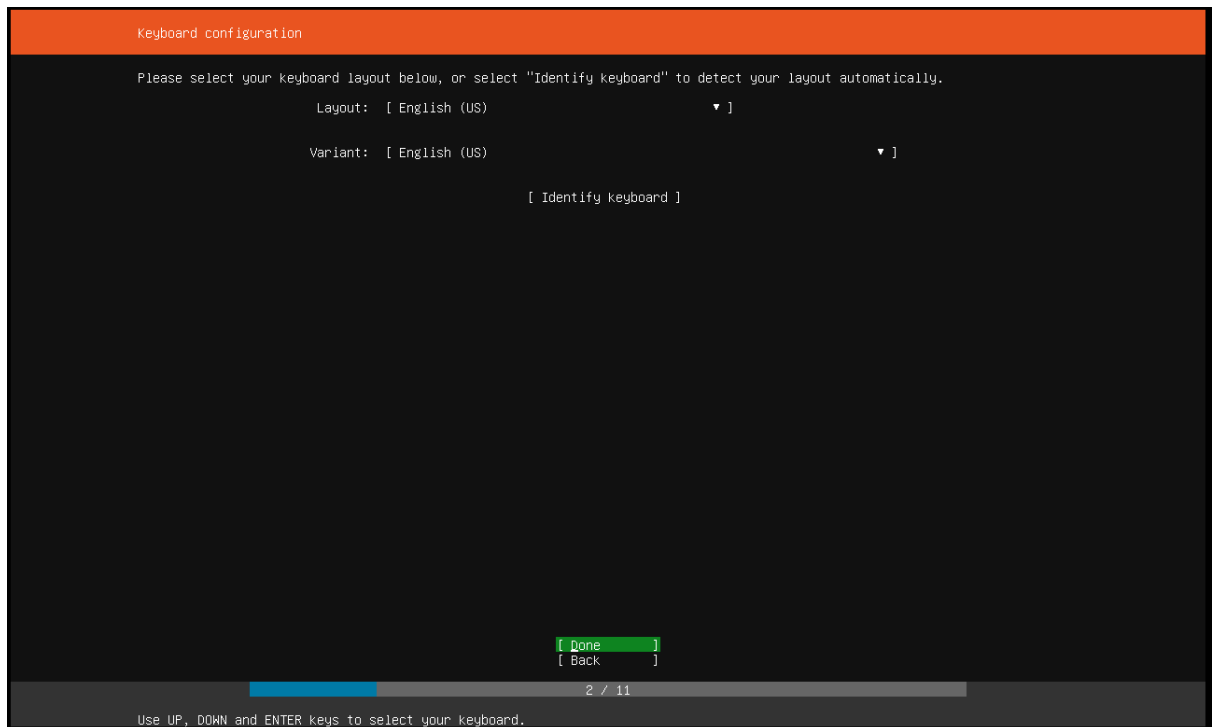 Keyboard configuration
Please select your keyboard layout below, or select "Identify keyboard" to detect your layout automatically.
Layout: [ English (US) ▾ ]
Variant: [ English (US) ▾ ]
[ Identify keyboard ]
[ Done ]
[ Back ]
2 / 11
Use UP, DOWN and ENTER keys to select your keyboard.